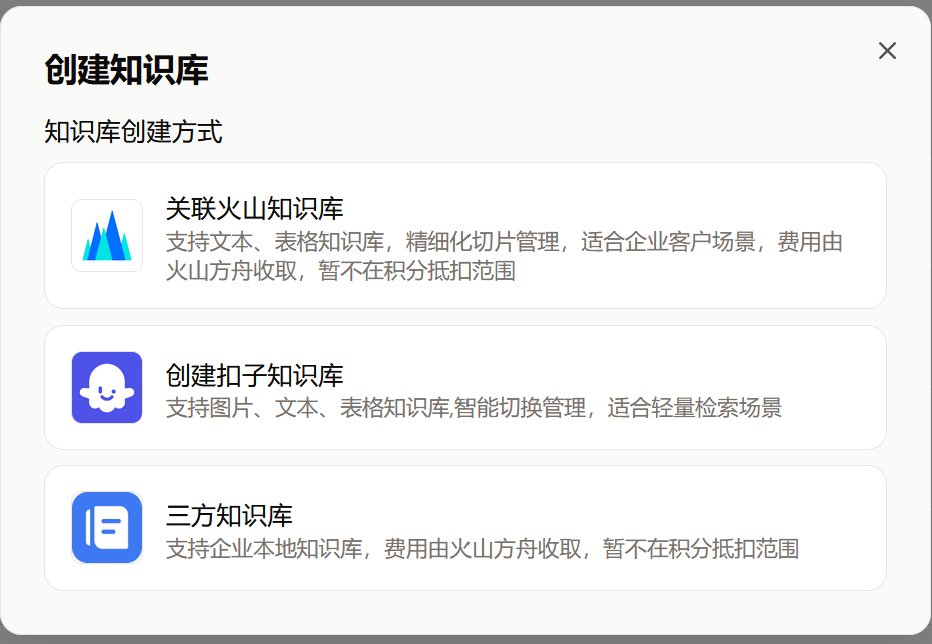 创建知识库
知识库创建方式
关联火山知识库
支持文本、表格知识库，精细化切片管理，适合企业客户场景，费用由
火山方舟收取，暂不在积分抵扣范围
创建扣子知识库
支持图片、文本、表格知识库,智能切换管理，适合轻量检索场景
三方知识库
支持企业本地知识库，费用由火山方舟收取，暂不在积分抵扣范围